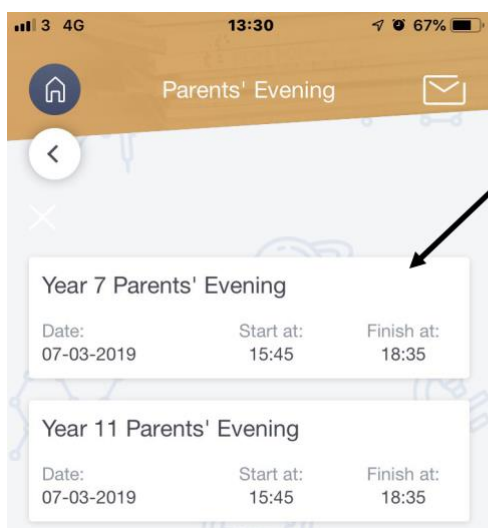 3 4G 13:30 67%
Parents' Evening
Year 7 Parents' Evening
Date: Start at: Finish at:
07-03-2019 15:45 18:35
Year 11 Parents' Evening
Date: Start at: Finish at:
07-03-2019 15:45 18:35